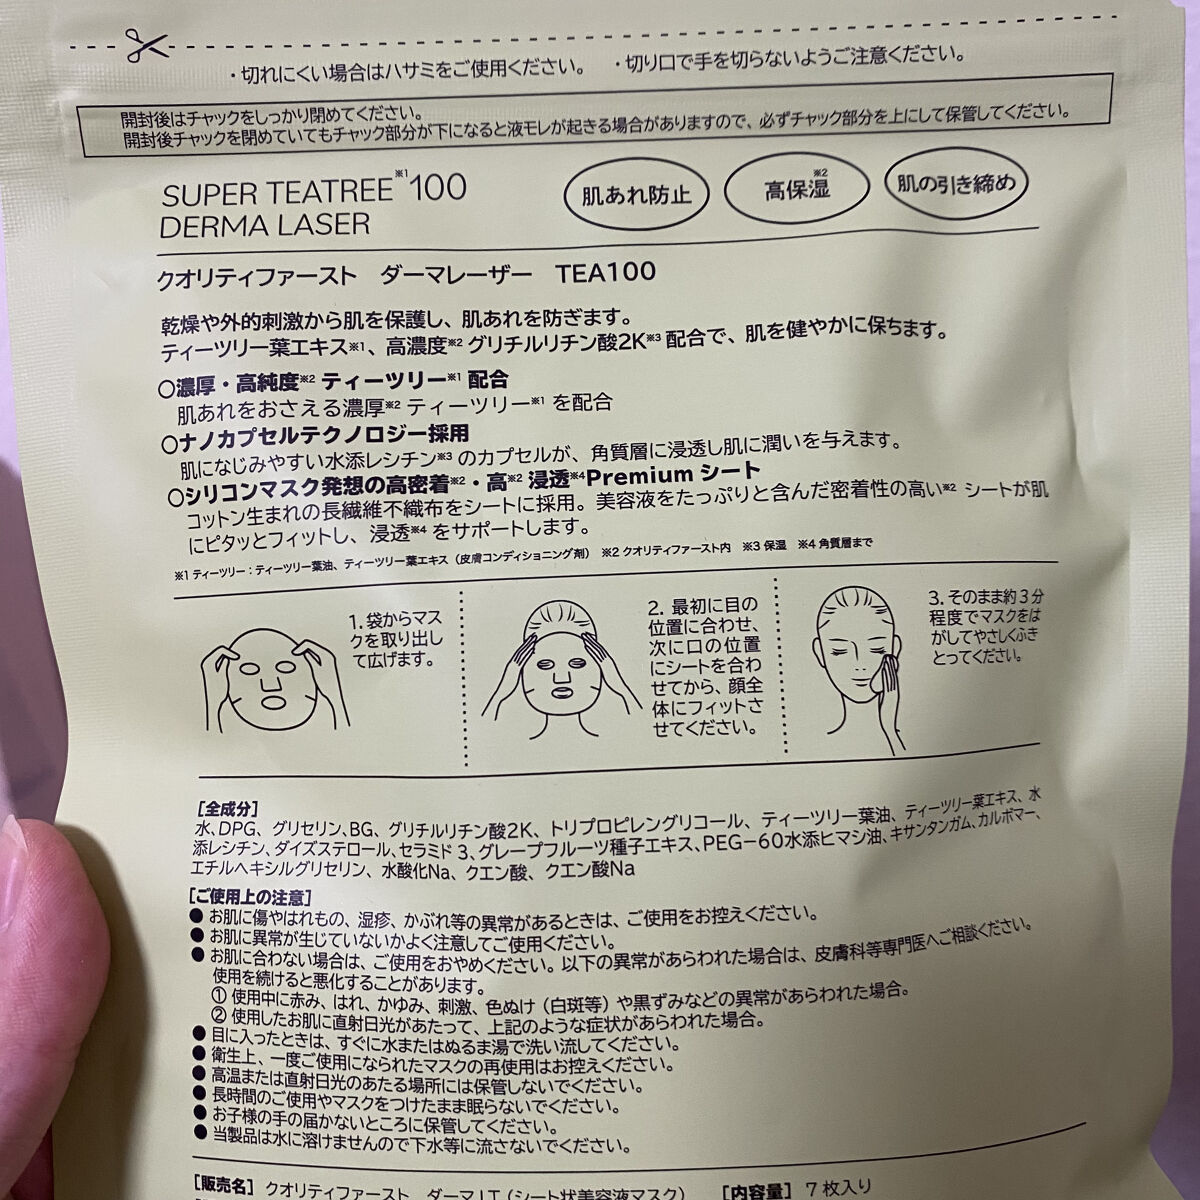 ・切れにくい場合はハサミをご使用ください。　・切り口で手を切らないようご注意ください。
開封後はチャックをしっかり閉めてください。
開封後チャックを閉めていてもチャック部分が下になると液モレが起きる場合がありますので、必ずチャック部分を上にして保管してください。
SUPER TEATREE※1 100
DERMA LASER
肌あれ防止　高保湿※2　肌の引き締め
クオリティファースト　ダーマレーザー　TEA100
乾燥や外的刺激から肌を保護し、肌あれを防ぎます。
ティーツリー葉エキス※1、高濃度※2 グリチルリチン酸2K※3 配合で、肌を健やかに保ちます。
○濃厚・高純度※2 ティーツリー※1 配合
肌あれをおさえる濃厚※2 ティーツリー※1 を配合
○ナノカプセルテクノロジー採用
肌になじみやすい水添レシチン※3 のカプセルが、角質層に浸透し肌に潤いを与えます。
○シリコンマスク発想の高密着※2・高※2 浸透※4Premium シート
コットン生まれの長繊維不織布をシートに採用。美容液をたっぷりと含んだ密着性の高い※2 シートが肌
にピタッとフィットし、浸透※4 をサポートします。
※1 ティーツリー：ティーツリー葉油、ティーツリー葉エキス（皮膚コンディショニング剤）　※2 クオリティファースト内　※3 保湿　※4 角質層まで
1. 袋からマス
クを取り出し
て広げます。
2. 最初に目の
位置に合わせ、
次に口の位置
にシートを合わ
せてから、顔全
体にフィットさ
せてください。
3. そのまま約３分
程度でマスクをは
がしてやさしくふき
とってください。
[全成分]
水、DPG、グリセリン、BG、グリチルリチン酸2K、トリプロピレングリコール、ティーツリー葉油、ティーツリー葉エキス、水
添レシチン、ダイズステロール、セラミド3、グレープフルーツ種子エキス、PEG−60水添ヒマシ油、キサンタンガム、カルボマー、
エチルヘキシルグリセリン、水酸化Na、クエン酸、クエン酸Na
[ご使用上の注意]
● お肌に傷やはれもの、湿疹、かぶれ等の異常があるときは、ご使用をお控えください。
● お肌に異常が生じていないかよく注意してご使用ください。
● お肌に合わない場合は、ご使用をおやめください。以下の異常があらわれた場合は、皮膚科等専門医へご相談ください。
使用を続けると悪化することがあります。
① 使用中に赤み、はれ、かゆみ、刺激、色ぬけ（白斑等）や黒ずみなどの異常があらわれた場合。
② 使用したお肌に直射日光があたって、上記のような症状があらわれた場合。
● 目に入ったときは、すぐに水またはぬるま湯で洗い流してください。
● 衛生上、一度ご使用になられたマスクの再使用はお控えください。
● 高温または直射日光のあたる場所には保管しないでください。
● 長時間のご使用やマスクをつけたまま眠らないでください。
● お子様の手の届かないところに保管してください。
● 当製品は水に溶けませんので下水等に流さないでください。
[販売名] クオリティファースト　ダーマLT（シート状美容液マスク）　[内容量] 7 枚入り